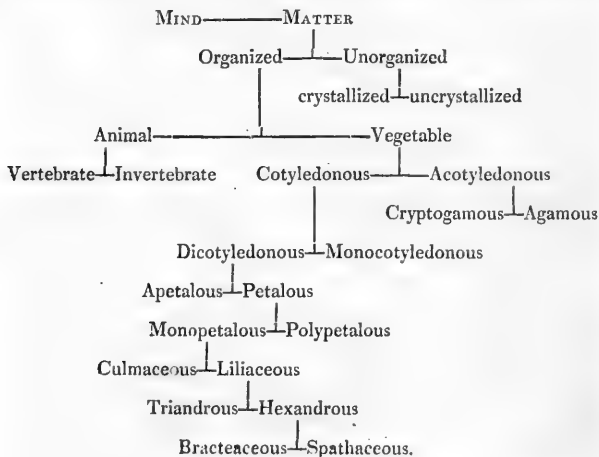 MIND MATTER
Organized Unorganized
crystallized uncrystallized
Animal Vegetable
Vertebrate Invertebrate Cotyledonous Acotyledonous
Cryptogamous Agamous
Dicotyledonous Monocotyledonous
Apetalous Petalous
Monopetalous Polypetalous
Culmaceous Liliaceous
Triandrous Hexandrous
Bracteaceous Spathaceous.